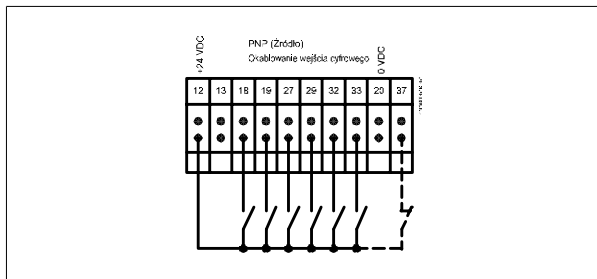 +24 VDC
PNP (Źródło)
Okablowanie wejścia cyfrowego
0 VDC
12 13 18 19 27 29 32 33 20 37